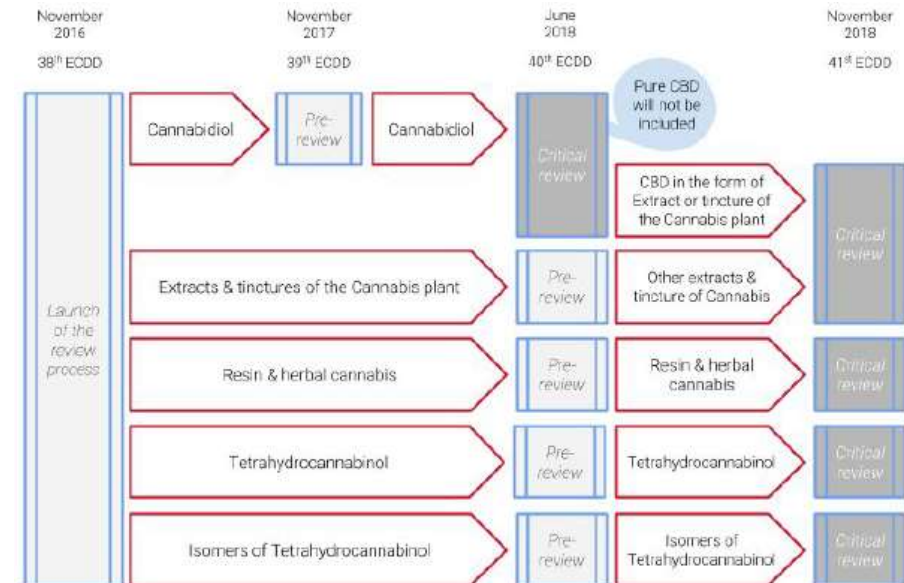 November
2016
38th ECDD
November
2017
39th ECDD
June
2018
40th ECDD
November
2018
41st ECDD
Pure CBD
will not be
included
Launch
of the
review
process
Cannabidiol
Pre-
review
Cannabidiol
Critical
review
CBD in the form of
Extract or tincture of
the Cannabis plant
Critical
review
Extracts & tinctures of the Cannabis plant
Pre-
review
Other extracts &
tincture of Cannabis
Resin & herbal cannabis
Pre-
review
Resin & herbal
cannabis
Critical
review
Tetrahydrocannabinol
Pre-
review
Tetrahydrocannabinol
Critical
review
Isomers of Tetrahydrocannabinol
Pre-
review
Isomers of
Tetrahydrocannabinol
Critical
review